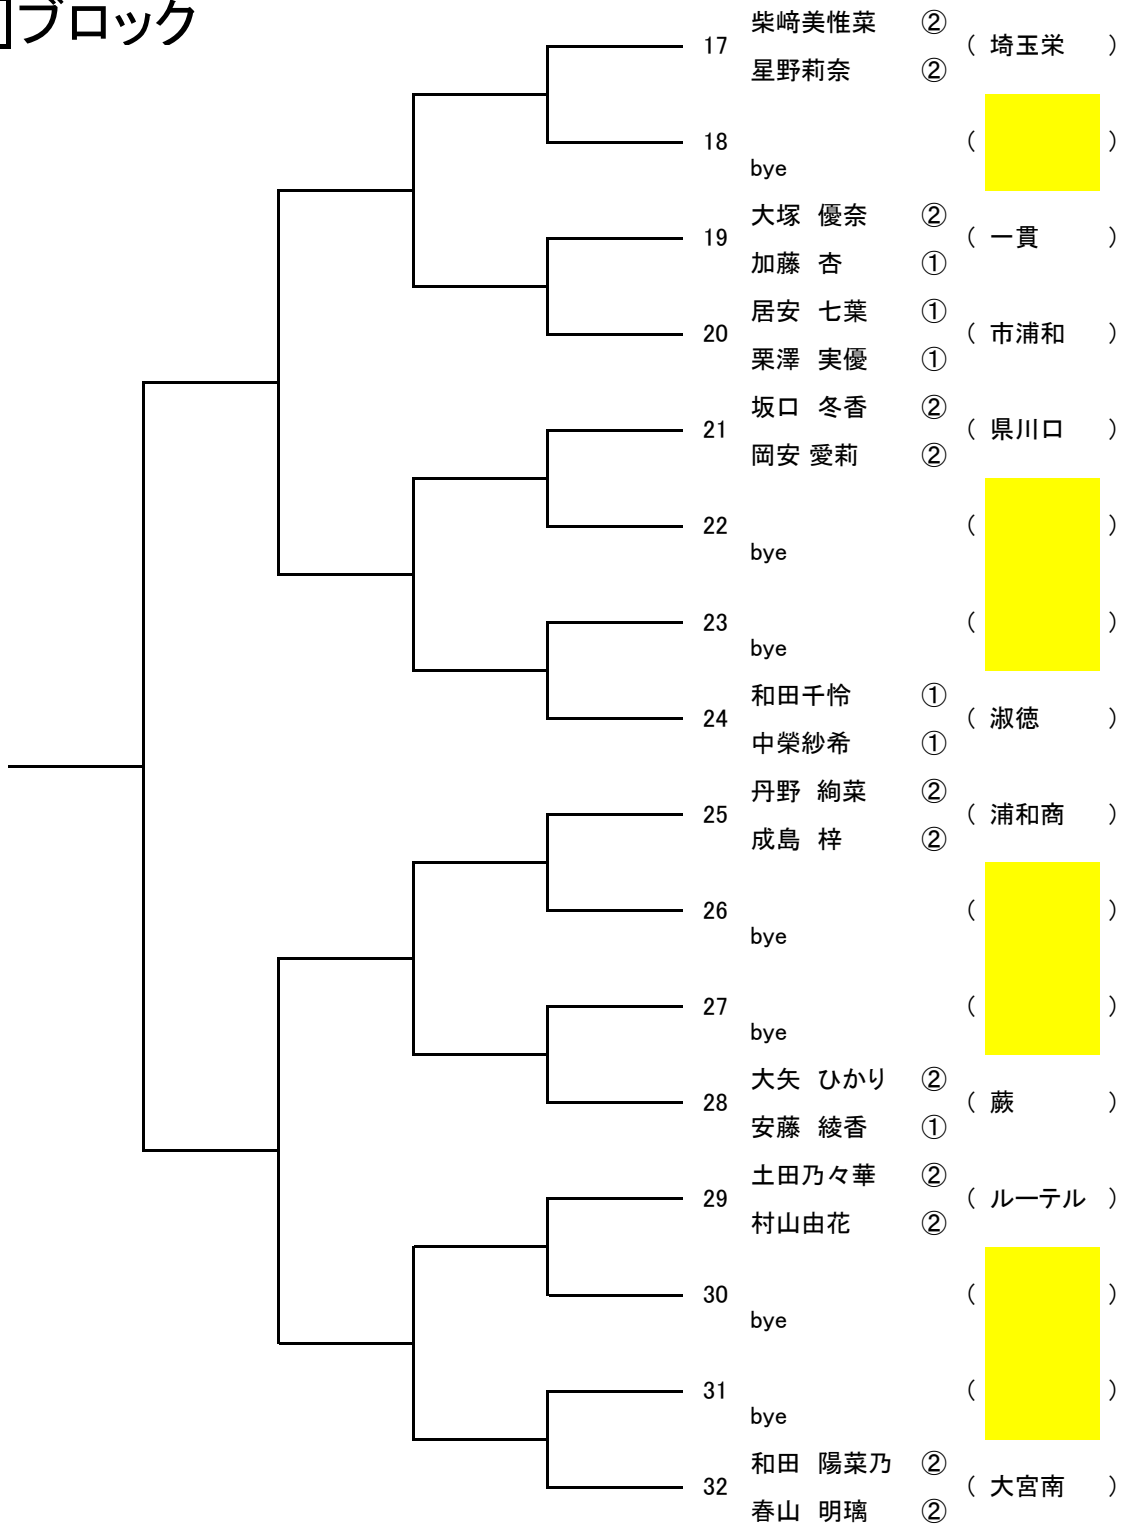 ]ブロック
柴﨑美惟菜 ②
17 ( 埼玉栄 )
星野莉奈 ②
18 ( )
bye
大塚 優奈 ②
19 ( 一貫 )
加藤 杏 ①
居安 七葉 ①
20 ( 市浦和 )
栗澤 実優 ①
坂口 冬香 ②
21 ( 県川口 )
岡安 愛莉 ②
22 ( )
bye
23 ( )
bye
和田千怜 ①
24 ( 淑徳 )
中榮紗希 ①
丹野 絢菜 ②
25 ( 浦和商 )
成島 梓 ②
26 ( )
bye
27 ( )
bye
大矢 ひかり ②
28 ( 蕨 )
安藤 綾香 ①
土田乃々華 ②
29 ( ルーテル )
村山由花 ②
30 ( )
bye
31 ( )
bye
和田 陽菜乃 ②
32 ( 大宮南 )
春山 明璃 ②